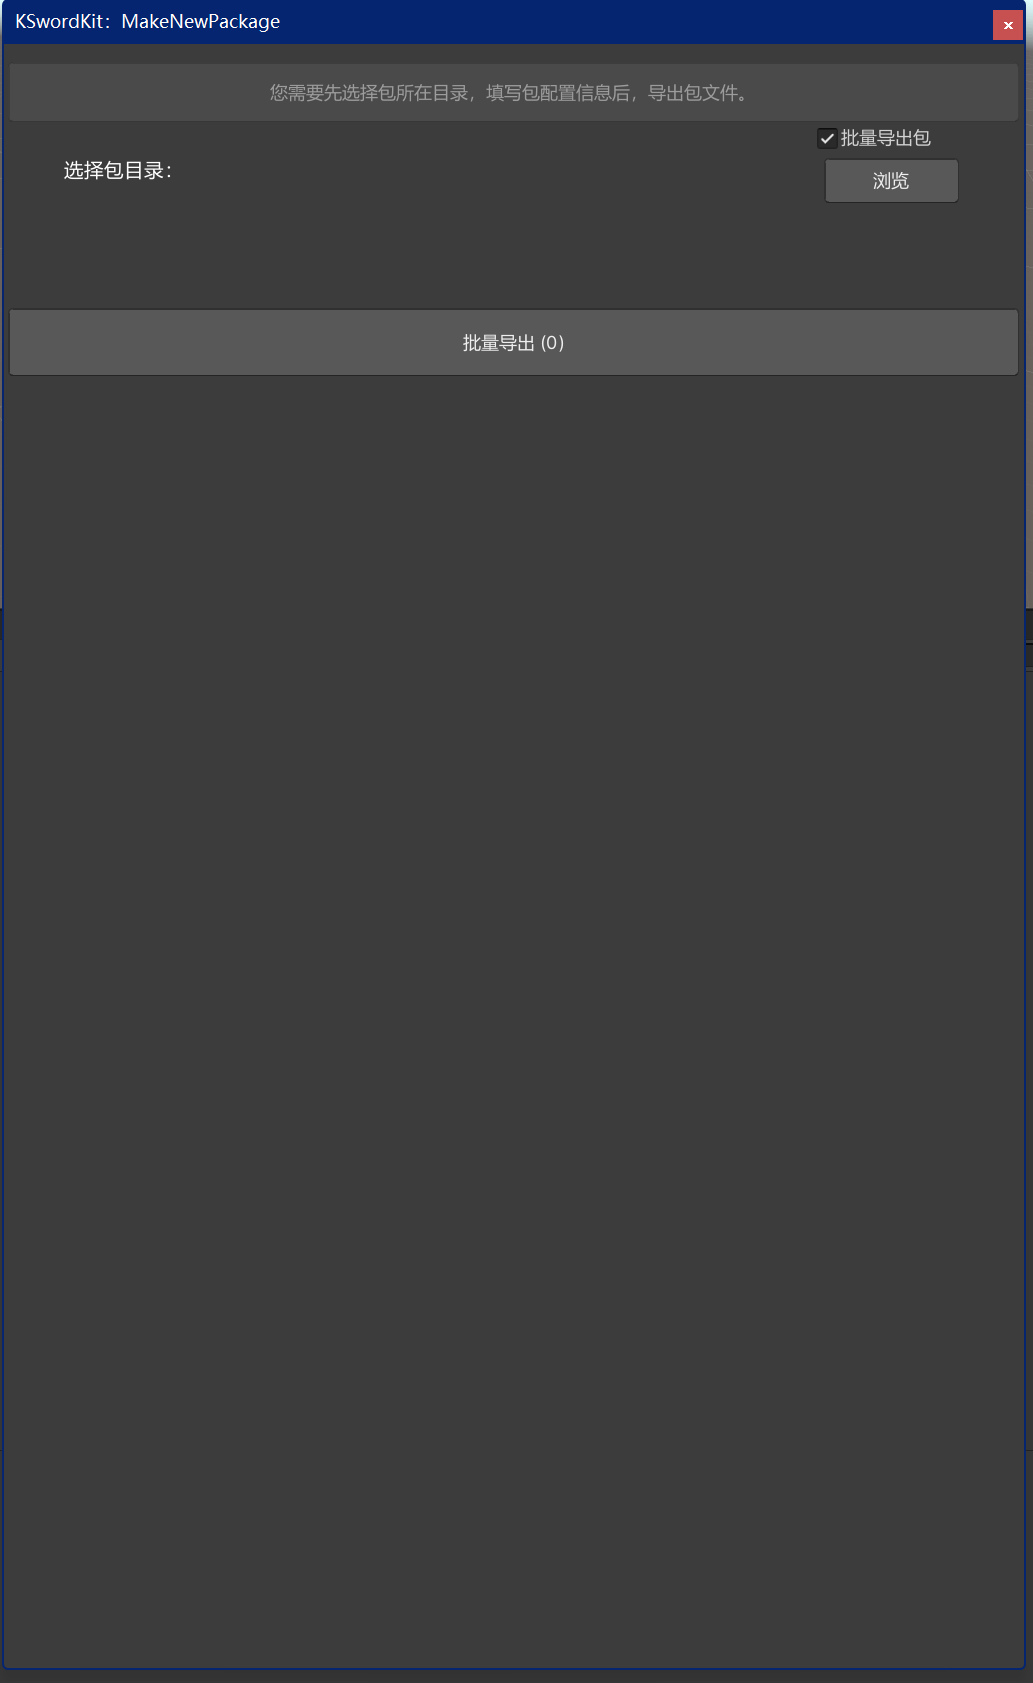 KSwordKit：MakeNewPackage
您需要先选择包所在目录，填写包配置信息后，导出包文件。
批量导出包
选择包目录：
浏览
批量导出 (0)